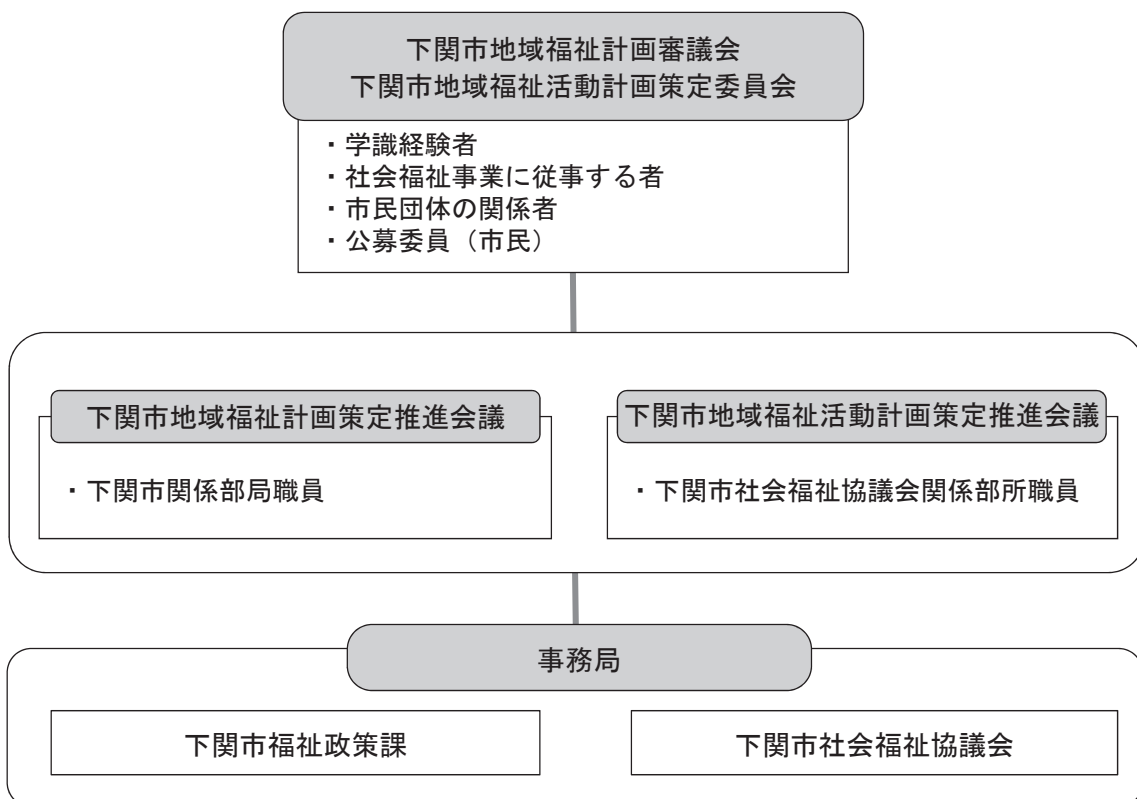 下関市地域福祉計画審議会
下関市地域福祉活動計画策定委員会
・学識経験者
・社会福祉事業に従事する者
・市民団体の関係者
・公募委員（市民）
下関市地域福祉計画策定推進会議
・下関市関係部局職員
下関市地域福祉活動計画策定推進会議
・下関市社会福祉協議会関係部所職員
事務局
下関市福祉政策課
下関市社会福祉協議会